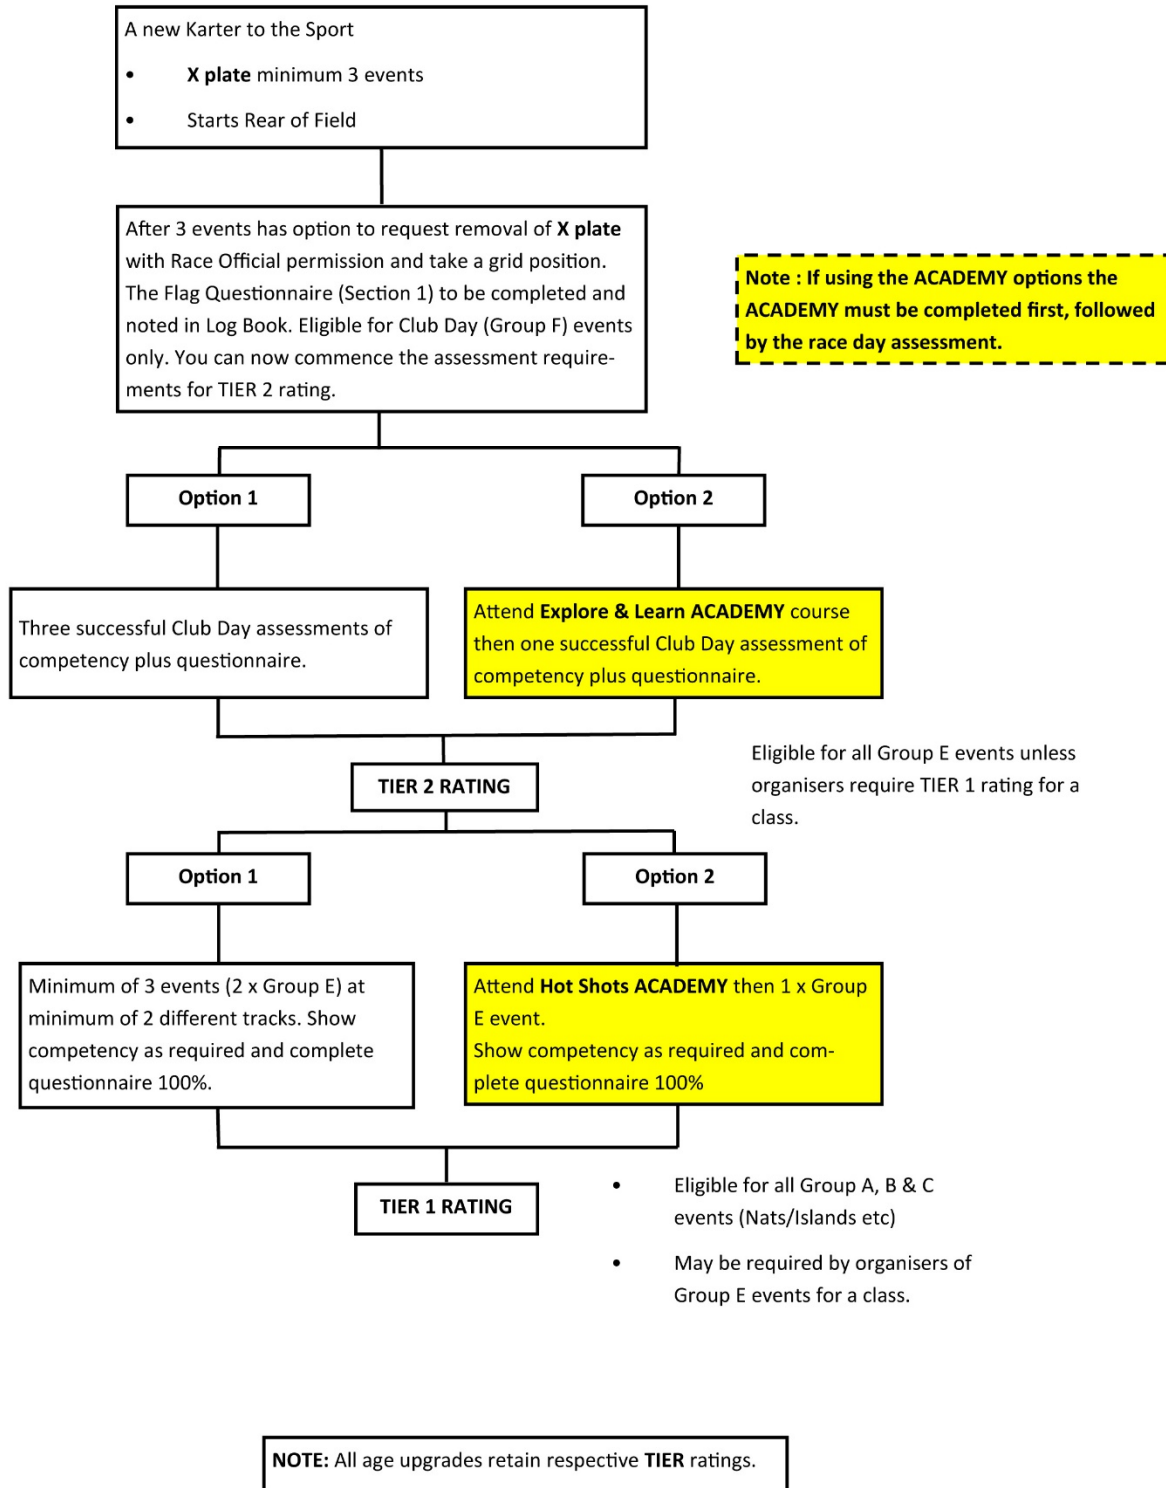 A new Karter to the Sport
• X plate minimum 3 events
• Starts Rear of Field
After 3 events has option to request removal of X plate
with Race Official permission and take a grid position.
The Flag Questionnaire (Section 1) to be completed and
noted in Log Book. Eligible for Club Day (Group F) events
only. You can now commence the assessment require-
ments for TIER 2 rating.
Note : If using the ACADEMY options the
ACADEMY must be completed first, followed
by the race day assessment.
Option 1
Option 2
Three successful Club Day assessments of
competency plus questionnaire.
Attend Explore & Learn ACADEMY course
then one successful Club Day assessment of
competency plus questionnaire.
TIER 2 RATING
Eligible for all Group E events unless
organisers require TIER 1 rating for a
class.
Option 1
Option 2
Minimum of 3 events (2 x Group E) at
minimum of 2 different tracks. Show
competency as required and complete
questionnaire 100%.
Attend Hot Shots ACADEMY then 1 x Group
E event.
Show competency as required and com-
plete questionnaire 100%
TIER 1 RATING
• Eligible for all Group A, B & C
events (Nats/Islands etc)
• May be required by organisers of
Group E events for a class.
NOTE: All age upgrades retain respective TIER ratings.